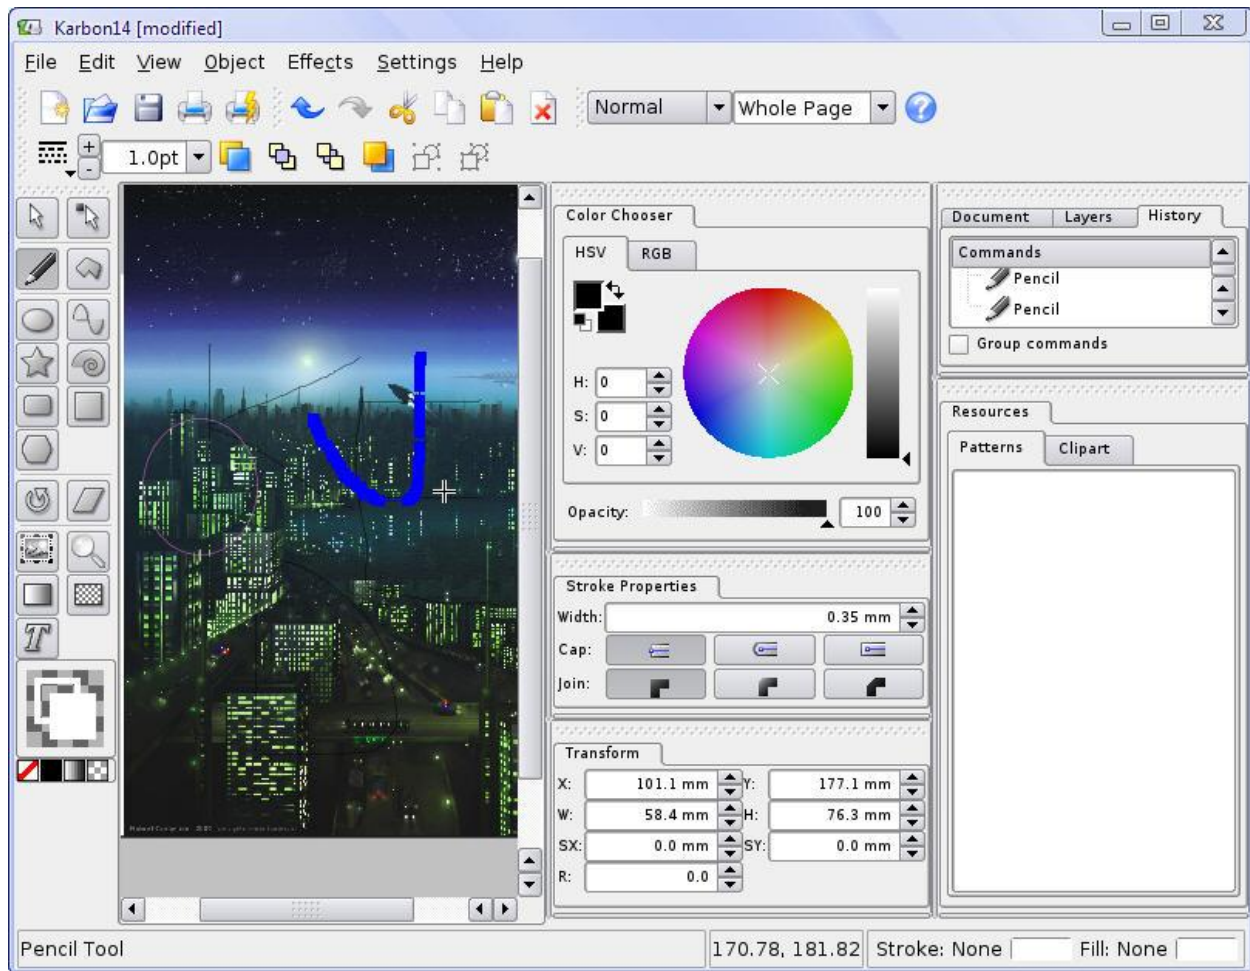 Karbon14 [modified]
File Edit View Object Effects Settings Help
Normal Whole Page
1.0pt
Color Chooser
HSV RGB
H: 0
S: 0
V: 0
Opacity: 100
Stroke Properties
Width: 0.35 mm
Cap:
Join:
Transform
X: 101.1 mm Y: 177.1 mm
W: 58.4 mm H: 76.3 mm
SX: 0.0 mm SY: 0.0 mm
R: 0.0
Document Layers History
Commands
Pencil
Pencil
Group commands
Resources
Patterns Clipart
Pencil Tool 170.78, 181.82 Stroke: None Fill: None